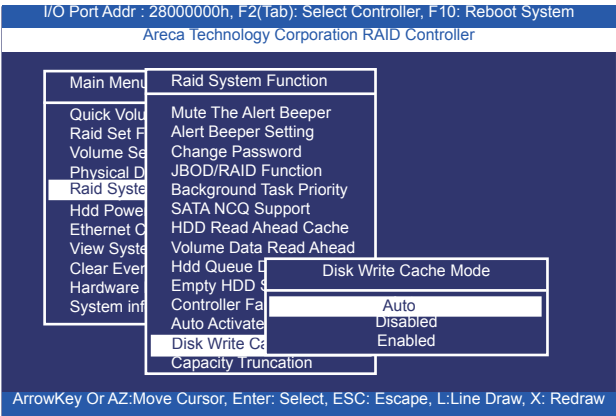 I/O Port Addr : 28000000h, F2(Tab): Select Controller, F10: Reboot System
Areca Technology Corporation RAID Controller
Main Menu
Quick Volu
Raid Set F
Volume Se
Physical D
Raid Syste
Hdd Powe
Ethernet C
View Syste
Clear Even
Hardware
System inf
Raid System Function
Mute The Alert Beeper
Alert Beeper Setting
Change Password
JBOD/RAID Function
Background Task Priority
SATA NCQ Support
HDD Read Ahead Cache
Volume Data Read Ahead
Hdd Queue D
Empty HDD S
Controller Fa
Auto Activate
Disk Write Ca
Capacity Truncation
Disk Write Cache Mode
Auto
Disabled
Enabled
ArrowKey Or AZ:Move Cursor, Enter: Select, ESC: Escape, L:Line Draw, X: Redraw